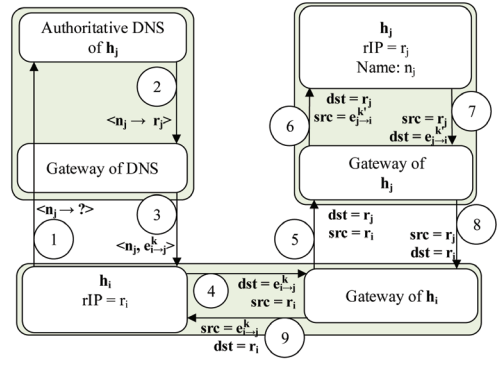 Authoritative DNS
of hⱼ
2
<nⱼ → rⱼ>
Gateway of DNS
<nⱼ → ?>
1
3
<nⱼ, eᵏᵢ→ⱼ>
hᵢ
rIP = rᵢ
4
dst = eᵏᵢ→ⱼ
src = rᵢ
9
src = eᵏᵢ→ⱼ
dst = rᵢ
Gateway of hᵢ
5
dst = rⱼ
src = rᵢ
8
src = rⱼ
dst = rᵢ
Gateway of
hⱼ
6
dst = rⱼ
src = eᵏ'ⱼ→ᵢ
7
src = rⱼ
dst = eᵏ'ⱼ→ᵢ
hⱼ
rIP = rⱼ
Name: nⱼ